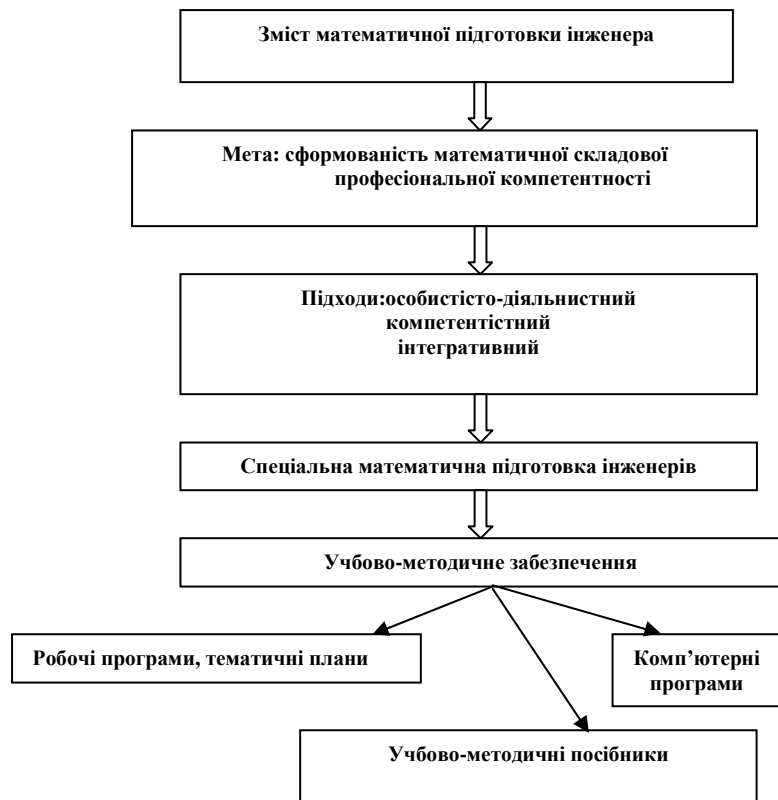 Зміст математичної підготовки інженера
Мета: сформованість математичної складової
професіональної компетентності
Підходи:особистісто-діяльнистний
компетентістний
інтегративний
Спеціальна математична підготовка інженерів
Учбово-методичне забезпечення
Робочі програми, тематичні плани
Комп’ютерні
програми
Учбово-методичні посібники